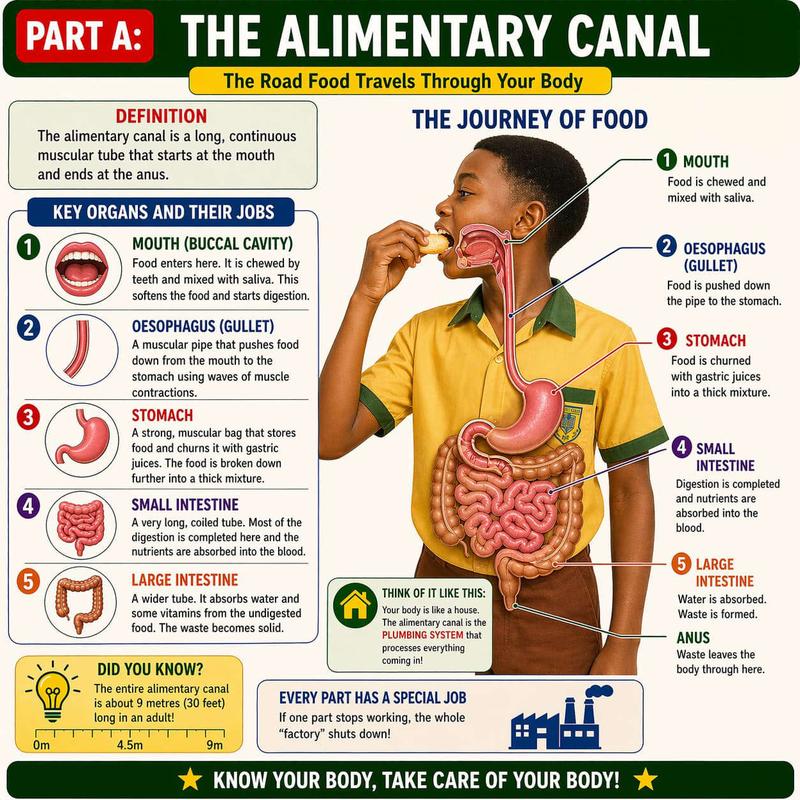 PART A: THE ALIMENTARY CANAL
The Road Food Travels Through Your Body
DEFINITION
The alimentary canal is a long, continuous
muscular tube that starts at the mouth
and ends at the anus.
KEY ORGANS AND THEIR JOBS
1 MOUTH (BUCCAL CAVITY)
Food enters here. It is chewed by
teeth and mixed with saliva. This
softens the food and starts digestion.
2 OESOPHAGUS (GULLET)
A muscular pipe that pushes food
down from the mouth to the
stomach using waves of muscle
contractions.
3 STOMACH
A strong, muscular bag that stores
food and churns it with gastric
juices. The food is broken down
further into a thick mixture.
4 SMALL INTESTINE
A very long, coiled tube. Most of the
digestion is completed here and the
nutrients are absorbed into the blood.
5 LARGE INTESTINE
A wider tube. It absorbs water and
some vitamins from the undigested
food. The waste becomes solid.
THE JOURNEY OF FOOD
1 MOUTH
Food is chewed and
mixed with saliva.
2 OESOPHAGUS
(GULLET)
Food is pushed down
the pipe to the stomach.
3 STOMACH
Food is churned
with gastric juices
into a thick mixture.
4 SMALL
INTESTINE
Digestion is completed
and nutrients are
absorbed into the
blood.
5 LARGE
INTESTINE
Water is absorbed.
Waste is formed.
ANUS
Waste leaves the
body through here.
THINK OF IT LIKE THIS:
Your body is like a house.
The alimentary canal is the
PLUMBING SYSTEM that
processes everything
coming in!
DID YOU KNOW?
The entire alimentary canal
is about 9 metres (30 feet)
long in an adult!
0m 4.5m 9m
EVERY PART HAS A SPECIAL JOB
If one part stops working, the whole
"factory" shuts down!
KNOW YOUR BODY, TAKE CARE OF YOUR BODY!